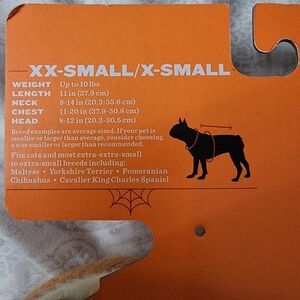 XX-SMALL/X-SMALL
WEIGHT Up to 10 lbs
LENGTH 11 in (27.9 cm)
NECK 8-14 in (20.3-35.6 cm)
CHEST 11-20 in (27.9-50.8 cm)
HEAD 8-12 in (20.3-30.5 cm)
Breed examples are average sized. If your pet is
smaller or larger than average, consider choosing
a size smaller or larger than recommended.
Fits cats and most extra-extra-small
to extra-small breeds including:
Maltese • Yorkshire Terrier • Pomeranian
Chihuahua • Cavalier King Charles Spaniel